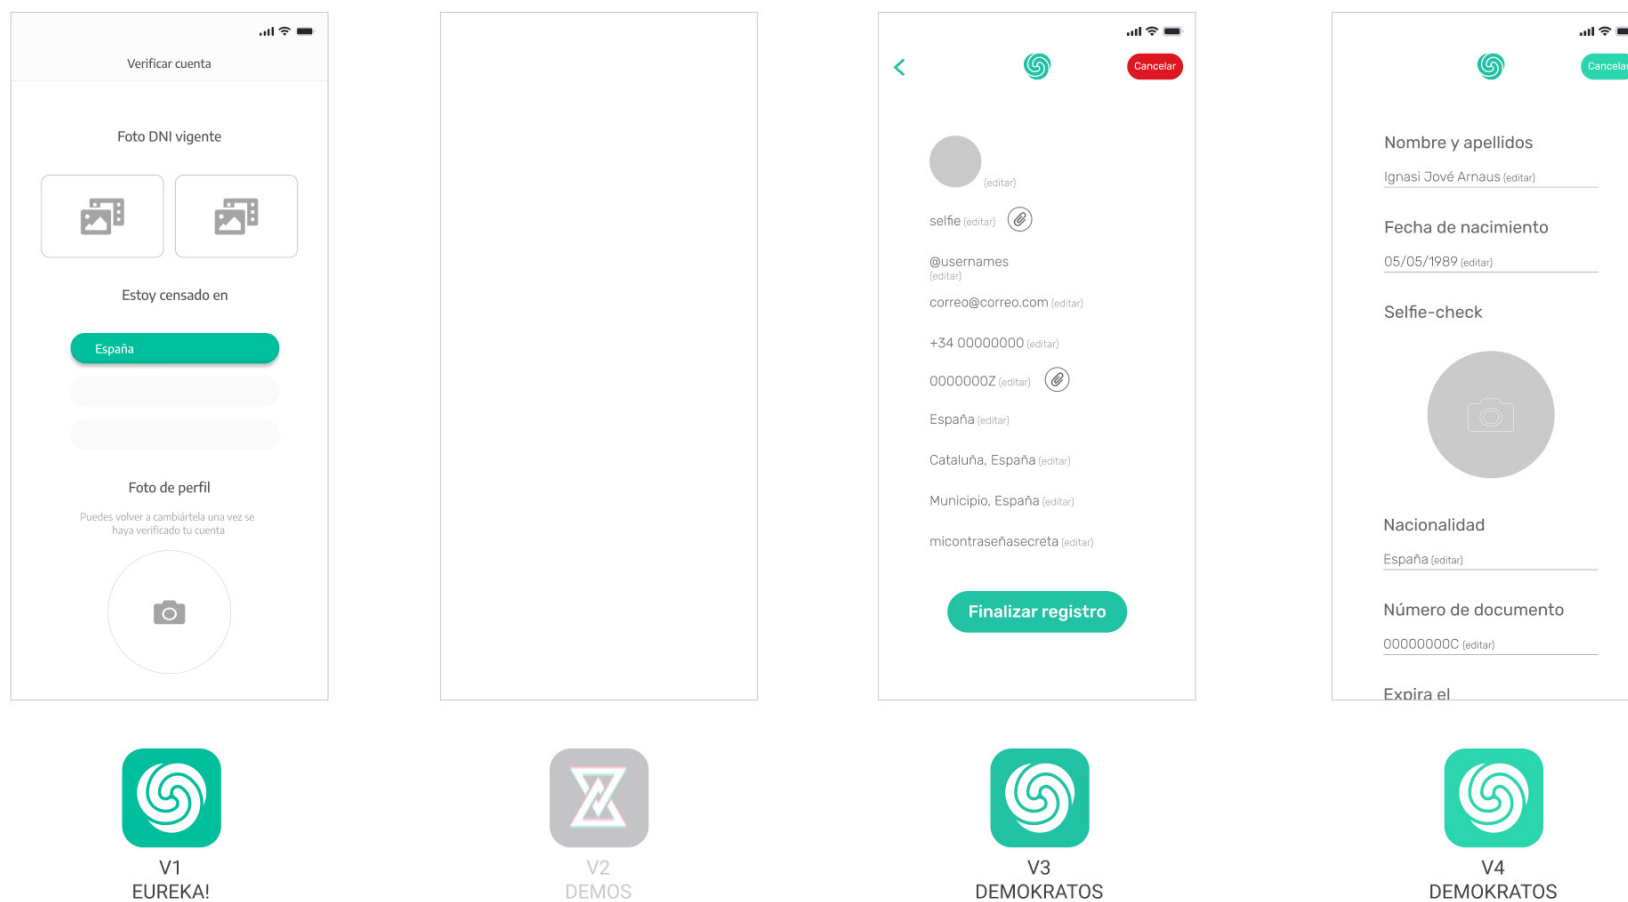 Verificar cuenta
Foto DNI vigente
Estoy censado en
España
Foto de perfil
Puedes volver a cambiártela una vez se
haya verificado tu cuenta
V1
EUREKA!
V2
DEMOS
Cancelar
(editar)
selfie (editar)
@usernames
(editar)
correo@correo.com (editar)
+34 00000000 (editar)
0000000Z (editar)
España (editar)
Cataluña, España (editar)
Municipio, España (editar)
micontraseñasecreta (editar)
Finalizar registro
V3
DEMOKRATOS
Cancelar
Nombre y apellidos
Ignasi Jové Arnaus (editar)
Fecha de nacimiento
05/05/1989 (editar)
Selfie-check
Nacionalidad
España (editar)
Número de documento
00000000C (editar)
Expira el
V4
DEMOKRATOS